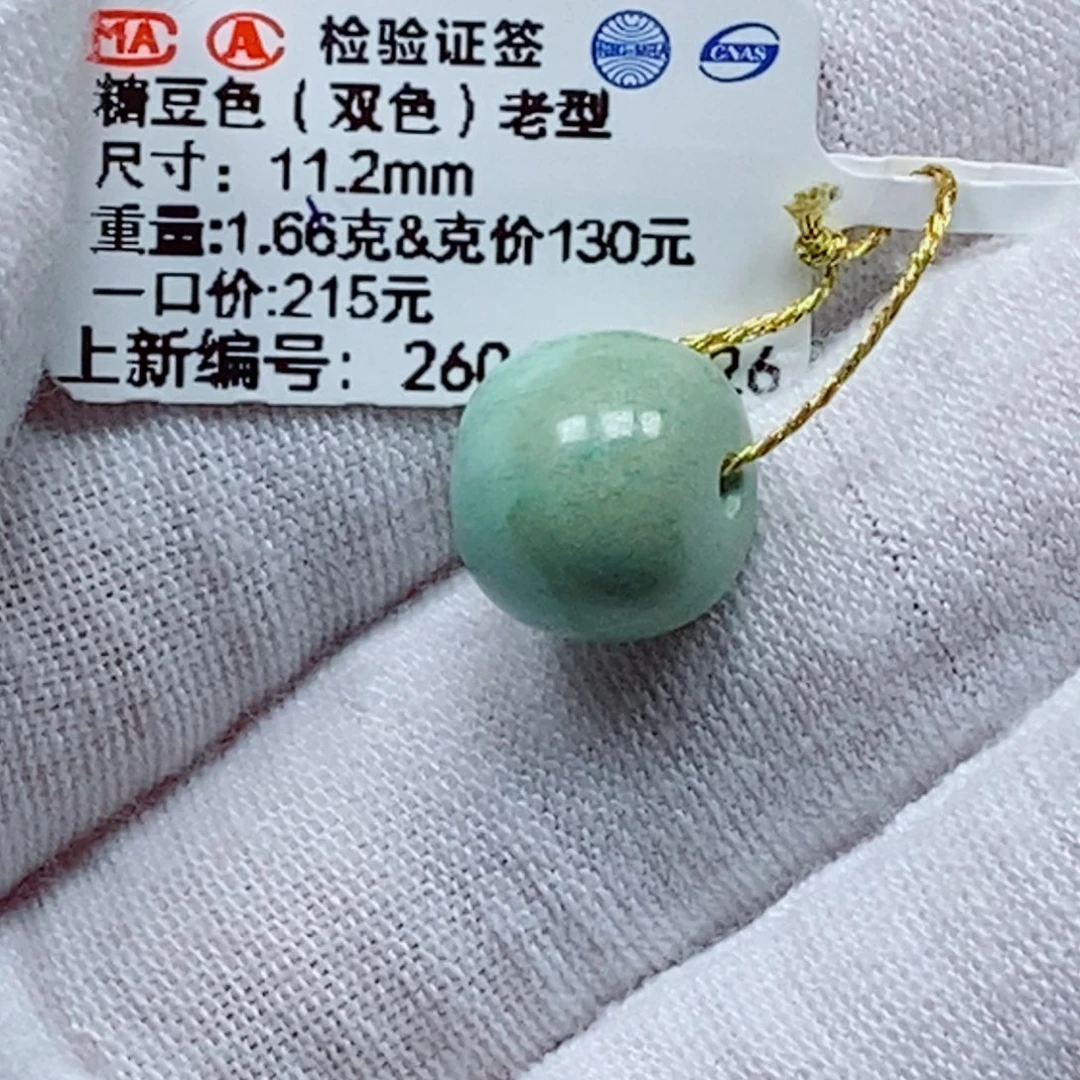 MA A 检验证签 CNAS
糖豆色（双色）老型
尺寸：11.2mm
重量:1.66克&克价130元
一口价:215元
上新编号：260 26